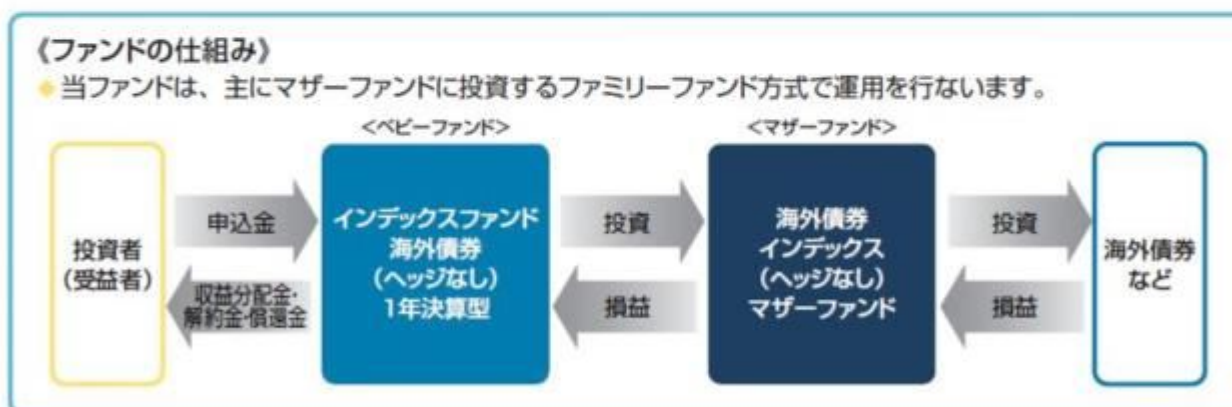 《ファンドの仕組み》
当ファンドは、主にマザーファンドに投資するファミリーファンド方式で運用を行ないます。
<ベビーファンド>
<マザーファンド>
投資者
(受益者)
申込金
収益分配金・
解約金・償還金
インデックスファンド
海外債券
(ヘッジなし)
1年決算型
投資
損益
海外債券
インデックス
(ヘッジなし)
マザーファンド
投資
損益
海外債券
など